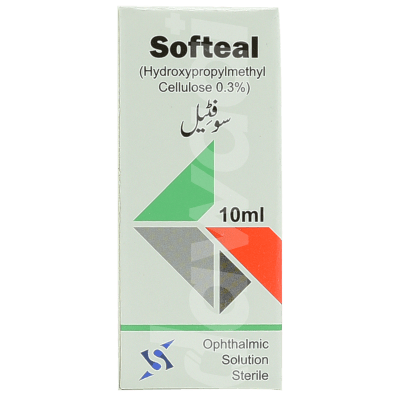 Softeal
(Hydroxypropylmethyl
Cellulose 0.3%)
سوفٹیل
10ml
Ophthalmic
Solution
Sterile